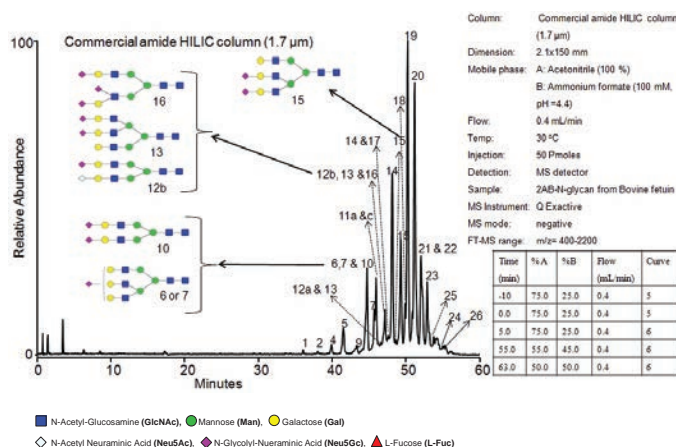 Commercial amide HILIC column (1.7 µm)
100
0
Relative Abundance
Minutes
0 10 20 30 40 50 60
16
13
12b
15
10
6 or 7
12b, 13 & 16
6,7 & 10
12a & 13
11a & c
14 & 17
14
15
18
19
20
21 & 22
23
25
24
26
1
2
4
5
9
7
Column: Commercial amide HILIC column
(1.7 µm)
Dimension: 2.1x150 mm
Mobile phase: A: Acetonitrile (100 %)
B: Ammonium formate (100 mM,
pH =4.4)
Flow: 0.4 mL/min
Temp: 30 ºC
Injection: 50 Pmoles
Detection: MS detector
Sample: 2AB-N-glycan from Bovine fetuin
MS Instrument: Q Exactive
MS mode: negative
FT-MS range: m/z= 400-2200
Time (min) %A %B Flow (mL/min) Curve
-10 75.0 25.0 0.4 5
0.0 75.0 25.0 0.4 5
5.0 75.0 25.0 0.4 6
55.0 55.0 45.0 0.4 6
63.0 50.0 50.0 0.4 6
N-Acetyl-Glucosamine (GlcNAc), Mannose (Man), Galactose (Gal)
N-Acetyl Neuraminic Acid (Neu5Ac), N-Glycolyl-Nueraminic Acid (Neu5Gc), L-Fucose (L-Fuc)